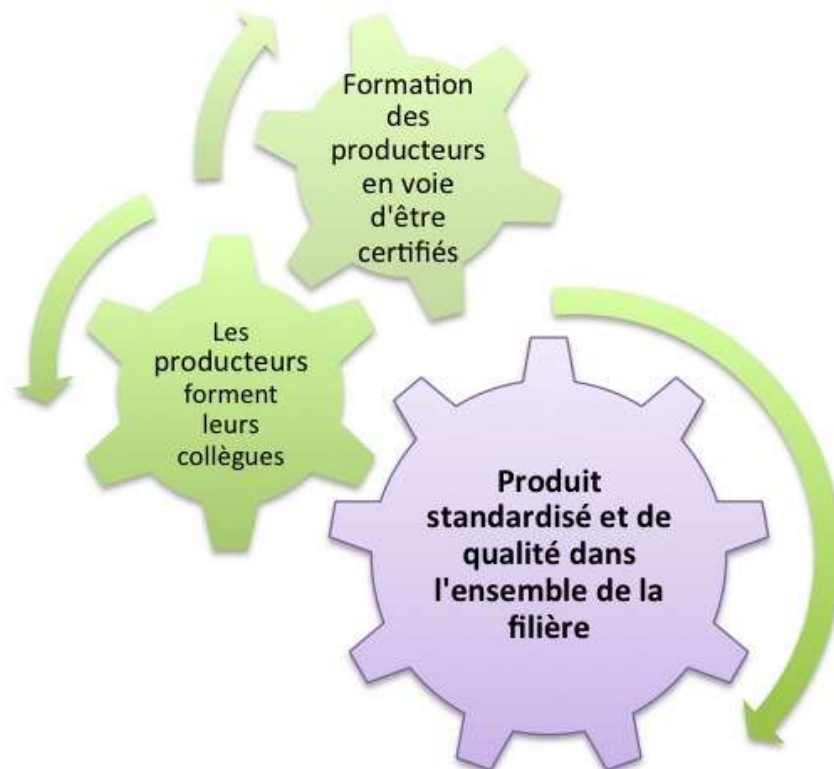 Formation
des
producteurs
en voie
d'être
certifiés
Les
producteurs
forment
leurs
collègues
Produit
standardisé et de
qualité dans
l'ensemble de la
filière